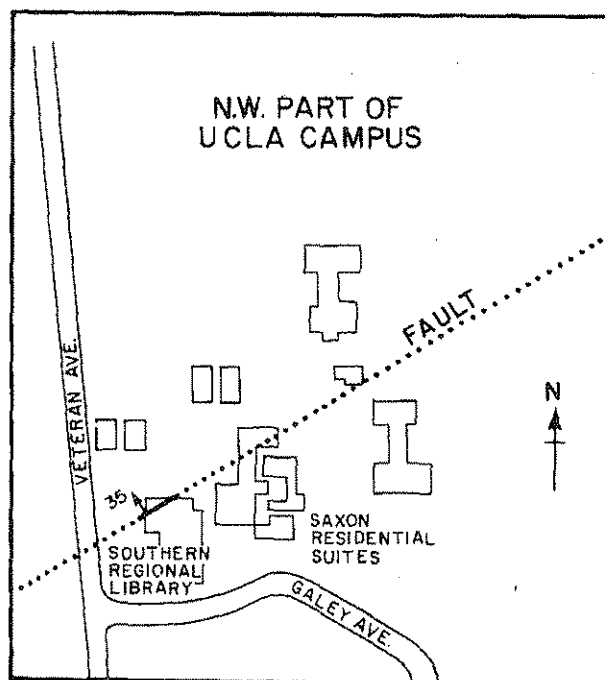 N.W. PART OF
UCLA CAMPUS
FAULT
VETERAN AVE.
N
35
SAXON
RESIDENTIAL
SUITES
SOUTHERN
REGIONAL
LIBRARY
GALEY AVE.